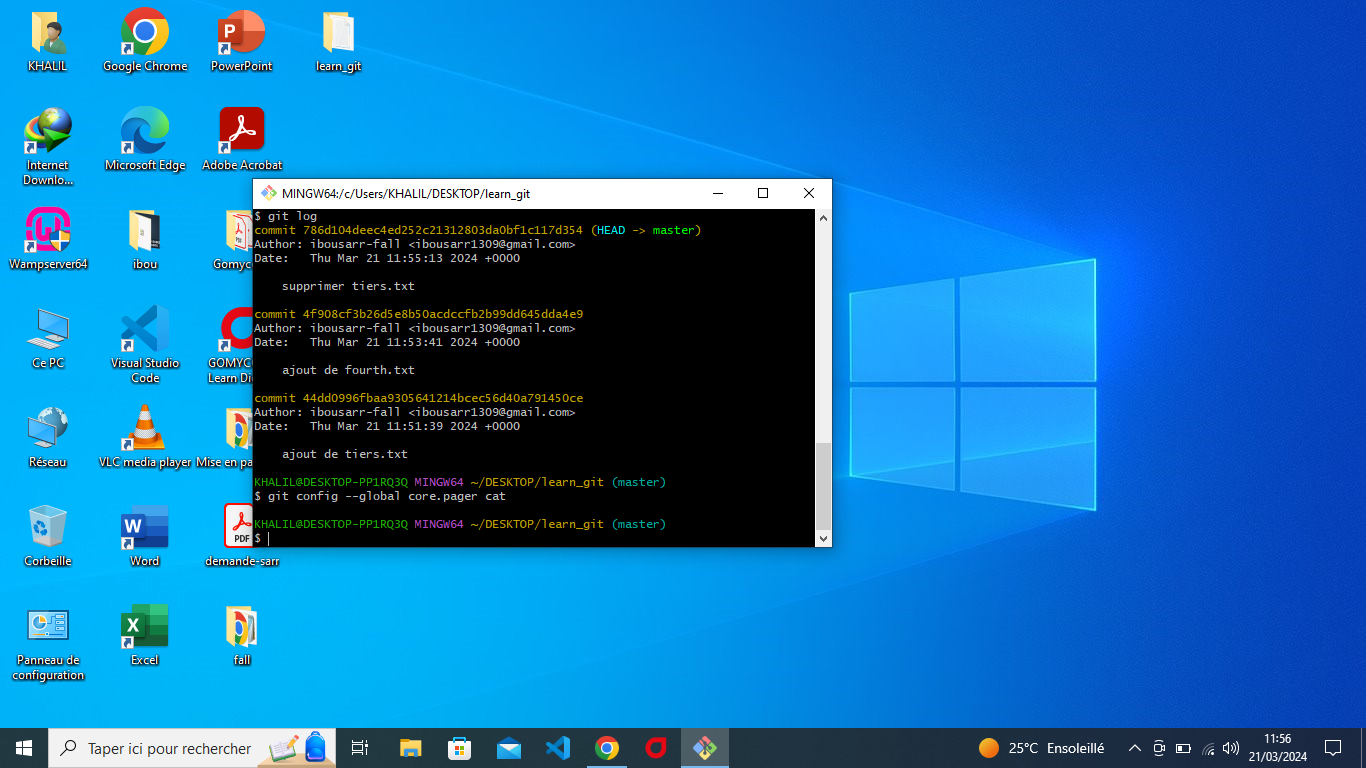 KHALIL
Google Chrome
PowerPoint
learn_git
Internet
Downlo...
Microsoft Edge
Adobe Acrobat
Wampserver64
ibou
Gomyc
Ce PC
Visual Studio
Code
GOMYC
Learn Di
Réseau
VLC media player
Mise en pa
Corbeille
Word
PDF
demande-sarr
Panneau de
configuration
Excel
fall
MINGW64:/c/Users/KHALIL/DESKTOP/learn_git
$ git log
commit 786d104deec4ed252c21312803da0bf1c117d354 (HEAD -> master)
Author: ibousarr-fall <ibousarr1309@gmail.com>
Date:   Thu Mar 21 11:55:13 2024 +0000
supprimer tiers.txt
commit 4f908cf3b26d5e8b50acdccfb2b99dd645dda4e9
Author: ibousarr-fall <ibousarr1309@gmail.com>
Date:   Thu Mar 21 11:53:41 2024 +0000
ajout de fourth.txt
commit 44dd0996fbaa9305641214bcec56d40a791450ce
Author: ibousarr-fall <ibousarr1309@gmail.com>
Date:   Thu Mar 21 11:51:39 2024 +0000
ajout de tiers.txt
KHALIL@DESKTOP-PP1RQ3Q MINGW64 ~/DESKTOP/learn_git (master)
$ git config --global core.pager cat
KHALIL@DESKTOP-PP1RQ3Q MINGW64 ~/DESKTOP/learn_git (master)
$
Taper ici pour rechercher
25°C Ensoleillé
11:56
21/03/2024